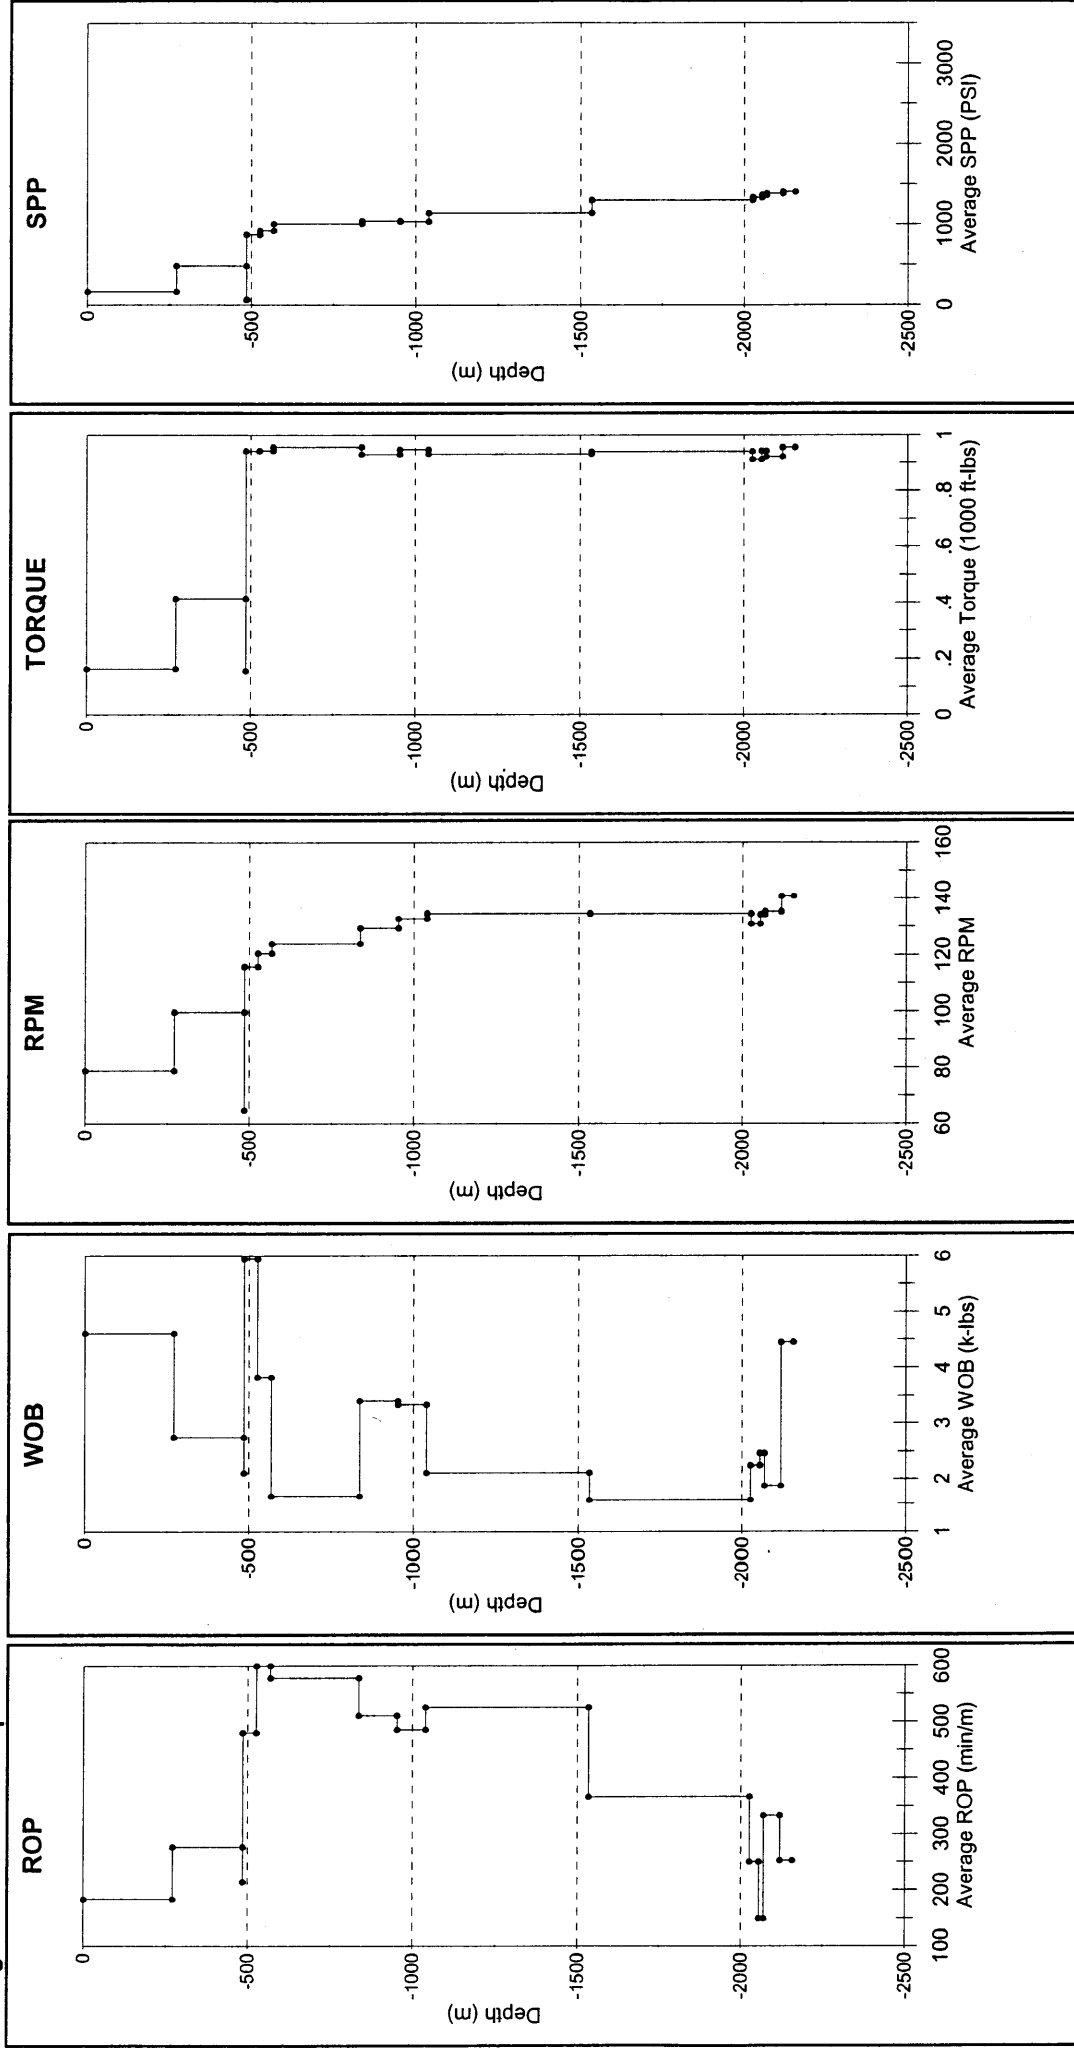 ROP
0
-500
-1000
-1500
-2000
-2500
Depth (m)
100 200 300 400 500 600
Average ROP (min/m)
WOB
0
-500
-1000
-1500
-2000
-2500
Depth (m)
1 2 3 4 5 6
Average WOB (k-lbs)
RPM
0
-500
-1000
-1500
-2000
-2500
Depth (m)
60 80 100 120 140 160
Average RPM
TORQUE
0
-500
-1000
-1500
-2000
-2500
Depth (m)
0 .2 .4 .6 .8 1
Average Torque (1000 ft-lbs)
SPP
0
-500
-1000
-1500
-2000
-2500
Depth (m)
0 1000 2000 3000
Average SPP (PSI)